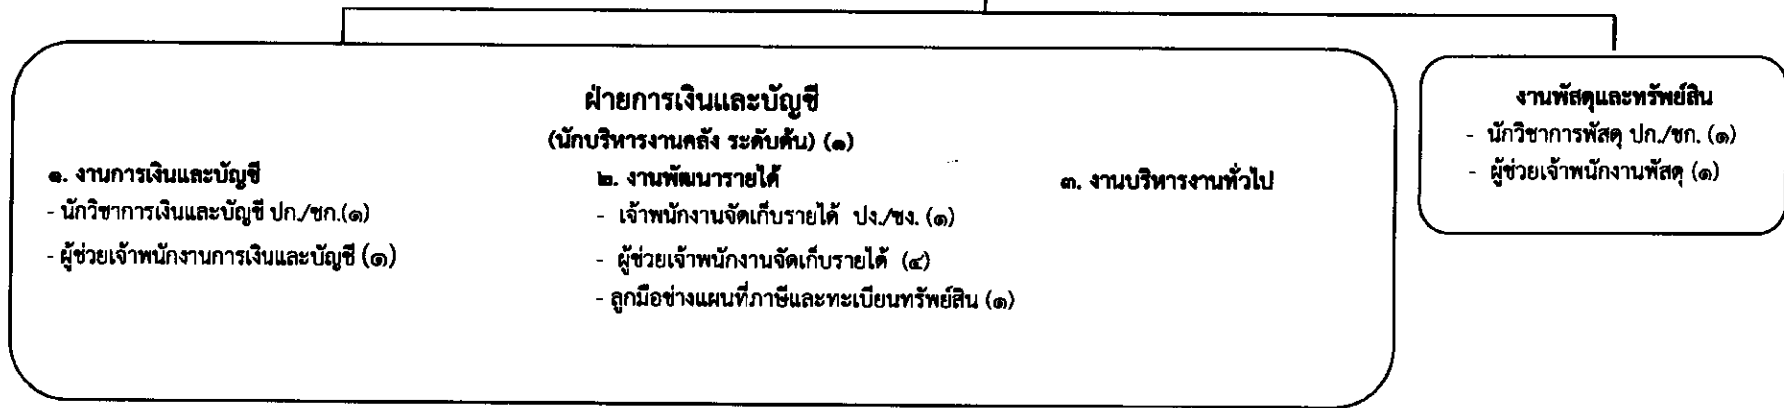 ฝ่ายการเงินและบัญชี
(นักบริหารงานคลัง ระดับต้น) (๑)
๑. งานการเงินและบัญชี
- นักวิชาการเงินและบัญชี ปก./ชก.(๑)
- ผู้ช่วยเจ้าพนักงานการเงินและบัญชี (๑)
๒. งานพัฒนารายได้
- เจ้าพนักงานจัดเก็บรายได้ ปง./ชง. (๑)
- ผู้ช่วยเจ้าพนักงานจัดเก็บรายได้ (๔)
- ลูกมือช่างแผนที่ภาษีและทะเบียนทรัพย์สิน (๑)
๓. งานบริหารงานทั่วไป
งานพัสดุและทรัพย์สิน
- นักวิชาการพัสดุ ปก./ชก. (๑)
- ผู้ช่วยเจ้าพนักงานพัสดุ (๑)